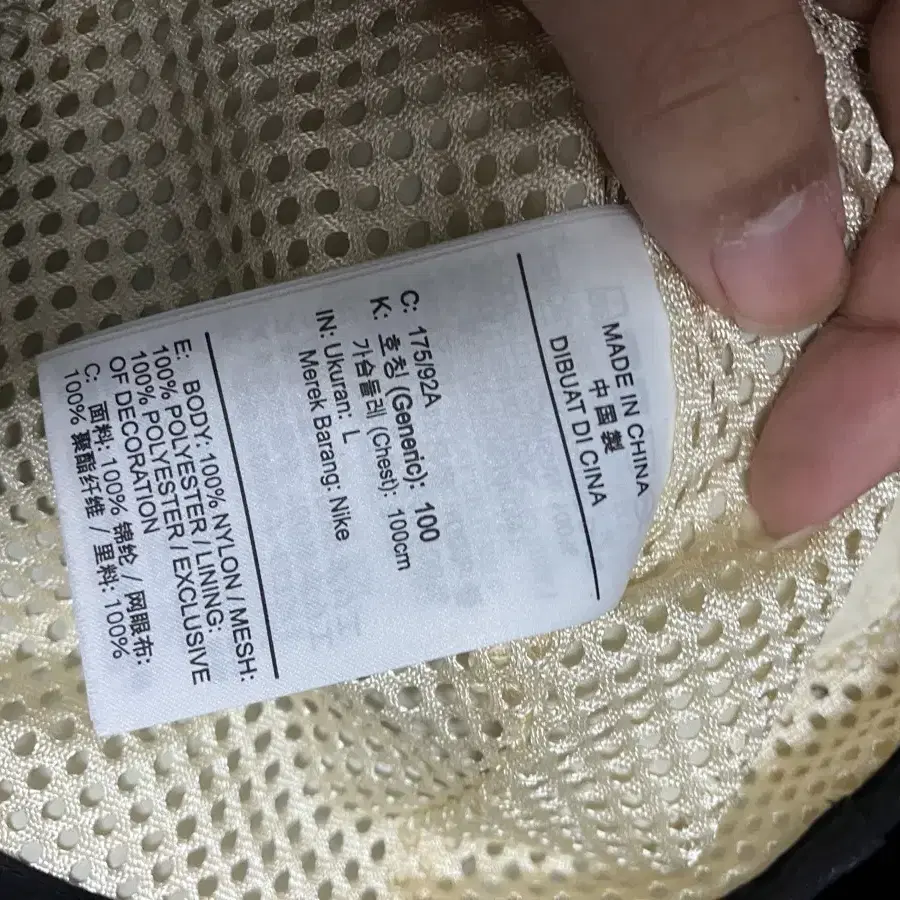 MADE IN CHINA
中国製
DIBUAT DI CINA
C: 175/92A
K: 호칭 (Generic): 100
가슴둘레 (Chest): 100cm
IN: Ukuran: L
Merek Barang: Nike
E: BODY: 100% NYLON / MESH:
100% POLYESTER / LINING:
100% POLYESTER / EXCLUSIVE
OF DECORATION
C: 面料: 100% 锦纶 / 网眼布:
100% 聚酯纤维 / 里料: 100%